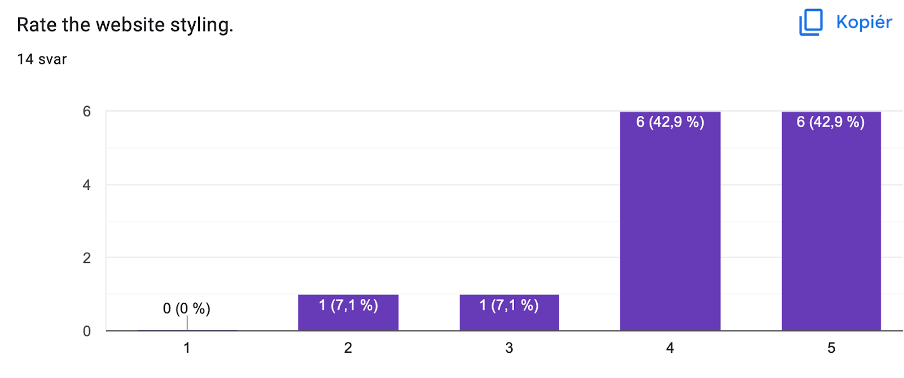 Rate the website styling.
Kopiér
14 svar
6
4
2
0
0 (0 %)
1 (7,1 %)
1 (7,1 %)
6 (42,9 %)
6 (42,9 %)
1
2
3
4
5